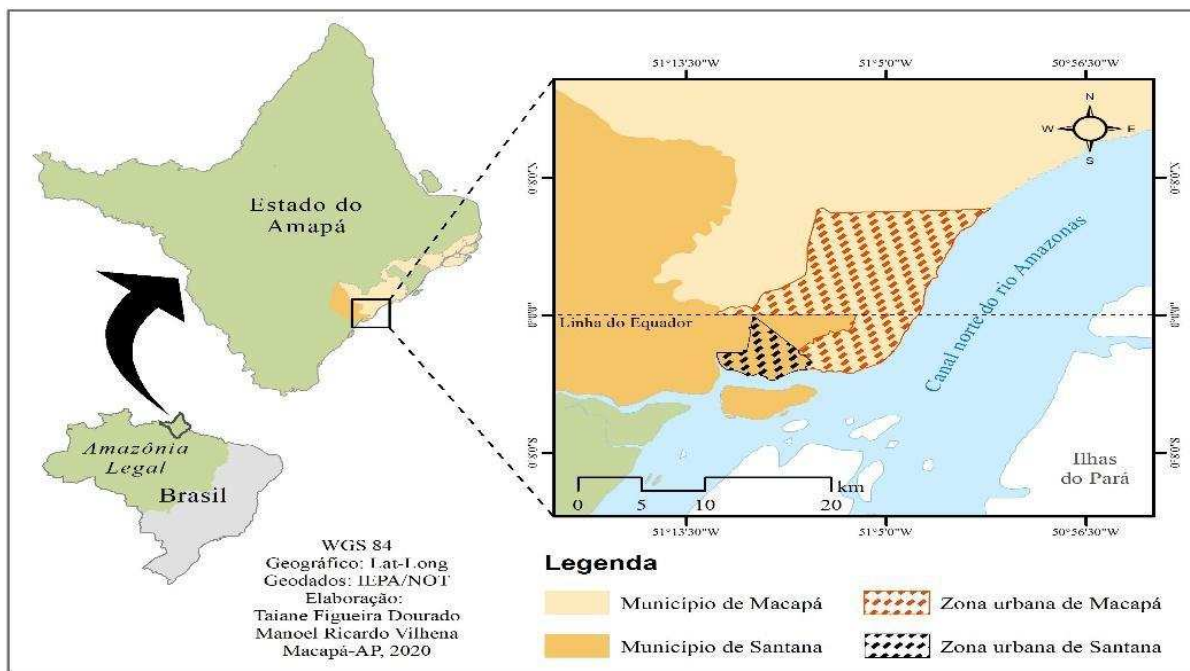 Estado do
Amapá
Amazônia
Legal
Brasil
WGS 84
Geográfico: Lat-Long
Geodados: IEPA/NOT
Elaboração:
Taiane Figueira Dourado
Manoel Ricardo Vilhena
Macapá-AP, 2020
51°13'30"W
51°5'0"W
50°56'30"W
N
W
E
S
0°8'0"N
0°8'0"N
0°0'0"
0°0'0"
Linha do Equador
Canal norte do rio Amazonas
0°8'0"S
0°8'0"S
Ilhas
do Pará
km
0
5
10
20
51°13'30"W
51°5'0"W
50°56'30"W
Legenda
Município de Macapá
Zona urbana de Macapá
Município de Santana
Zona urbana de Santana